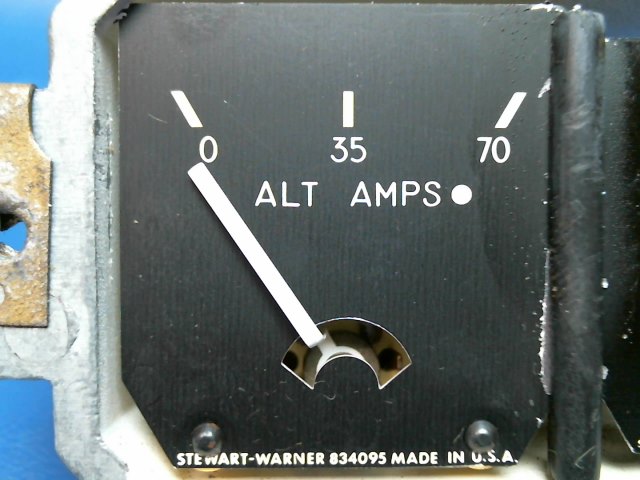 0 35 70
ALT AMPS
STEWART-WARNER 834095 MADE IN U.S.A.